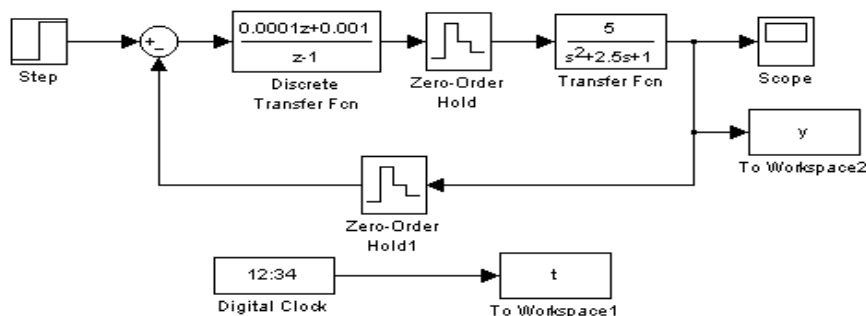 0.0001z+0.001
z-1
5
s²+2.5s+1
+
−
Step
Discrete
Transfer Fcn
Zero-Order
Hold
Transfer Fcn
Scope
y
To Workspace2
Zero-Order
Hold1
12:34
Digital Clock
t
To Workspace1